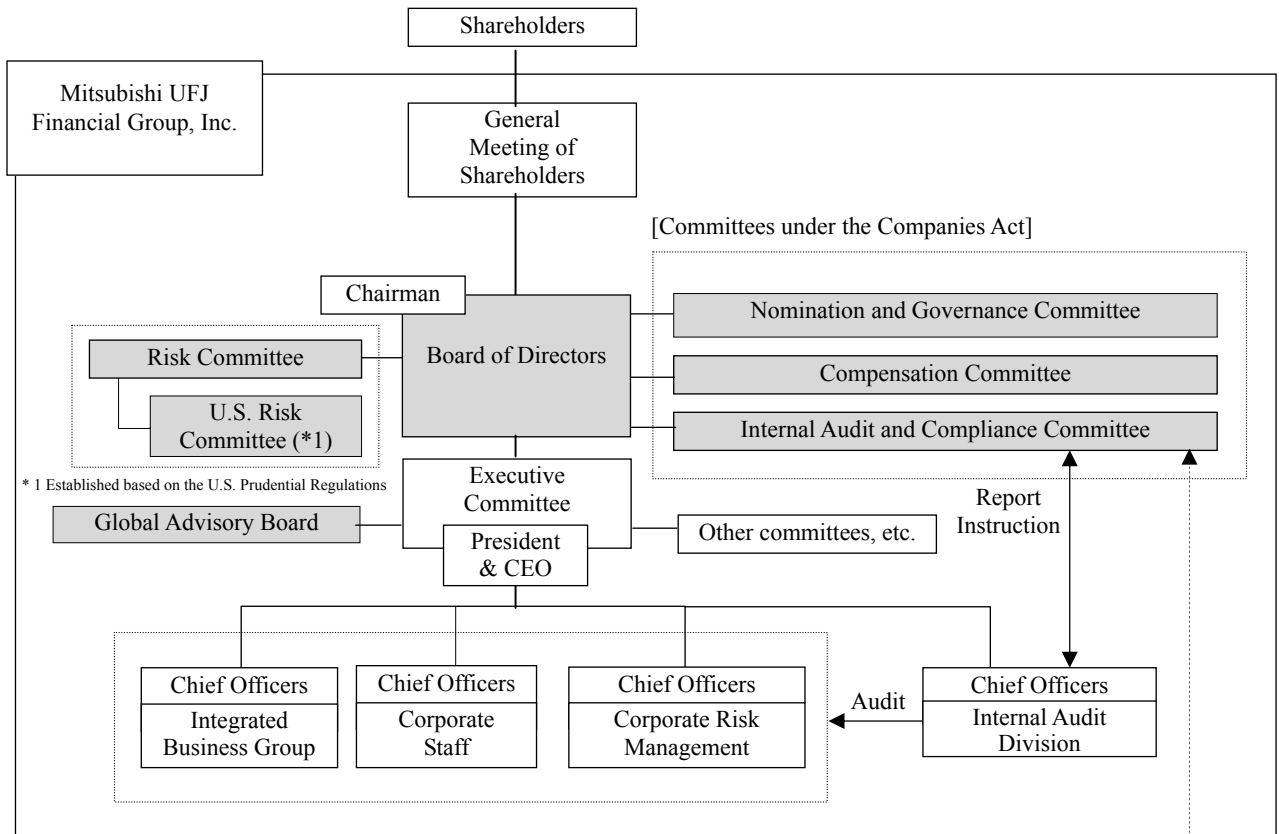 Shareholders
Mitsubishi UFJ
Financial Group, Inc.
General
Meeting of
Shareholders
[Committees under the Companies Act]
Chairman
Board of Directors
Nomination and Governance Committee
Risk Committee
Compensation Committee
U.S. Risk
Committee (*1)
Internal Audit and Compliance Committee
* 1 Established based on the U.S. Prudential Regulations
Executive
Committee
Report
Instruction
Global Advisory Board
Other committees, etc.
President
& CEO
Chief Officers
Integrated
Business Group
Chief Officers
Corporate
Staff
Chief Officers
Corporate Risk
Management
Audit
Chief Officers
Internal Audit
Division